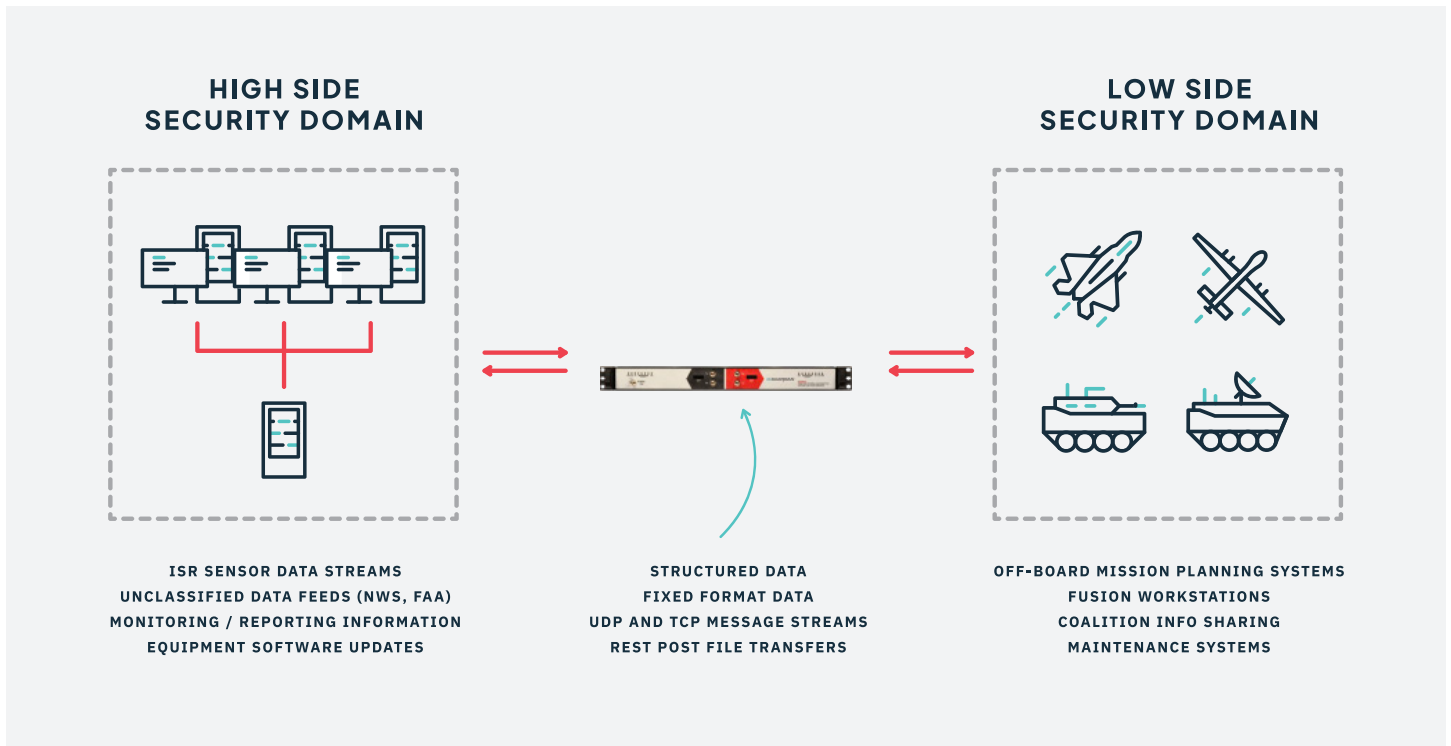 HIGH SIDE
SECURITY DOMAIN
LOW SIDE
SECURITY DOMAIN
ISR SENSOR DATA STREAMS
UNCLASSIFIED DATA FEEDS (NWS, FAA)
MONITORING / REPORTING INFORMATION
EQUIPMENT SOFTWARE UPDATES
STRUCTURED DATA
FIXED FORMAT DATA
UDP AND TCP MESSAGE STREAMS
REST POST FILE TRANSFERS
OFF-BOARD MISSION PLANNING SYSTEMS
FUSION WORKSTATIONS
COALITION INFO SHARING
MAINTENANCE SYSTEMS